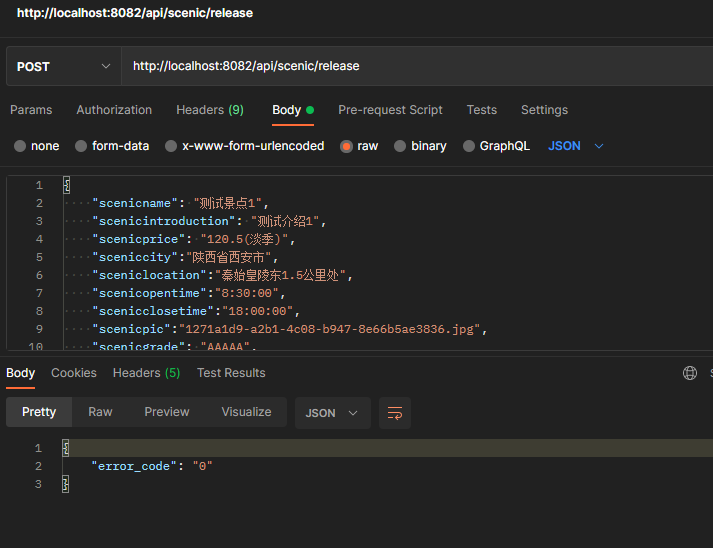 http://localhost:8082/api/scenic/release
POST http://localhost:8082/api/scenic/release
Params Authorization Headers (9) Body Pre-request Script Tests Settings
none form-data x-www-form-urlencoded raw binary GraphQL JSON
1 {
2 "scenicname": "测试景点1",
3 "scenicintroduction": "测试介绍1",
4 "scenicprice": "120.5(淡季)",
5 "sceniccity":"陕西省西安市",
6 "sceniclocation":"秦始皇陵东1.5公里处",
7 "scenicopentime":"8:30:00",
8 "scenicclosetime":"18:00:00",
9 "scenicpic":"1271a1d9-a2b1-4c08-b947-8e66b5ae3836.jpg",
10 "scenicgrade": "AAAAA",
Body Cookies Headers (5) Test Results
Pretty Raw Preview Visualize JSON
1 {
2 "error_code": "0"
3 }